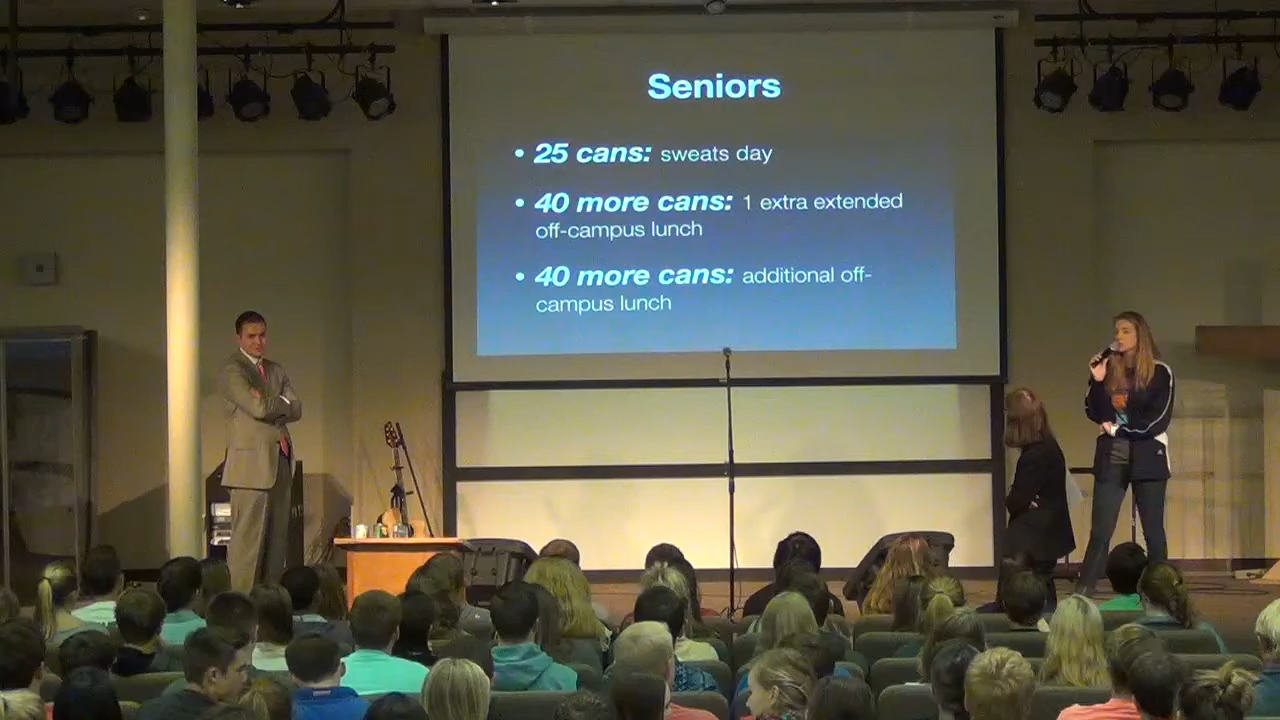 Seniors
• 25 cans: sweats day
• 40 more cans: 1 extra extended
off-campus lunch
• 40 more cans: additional off-
campus lunch